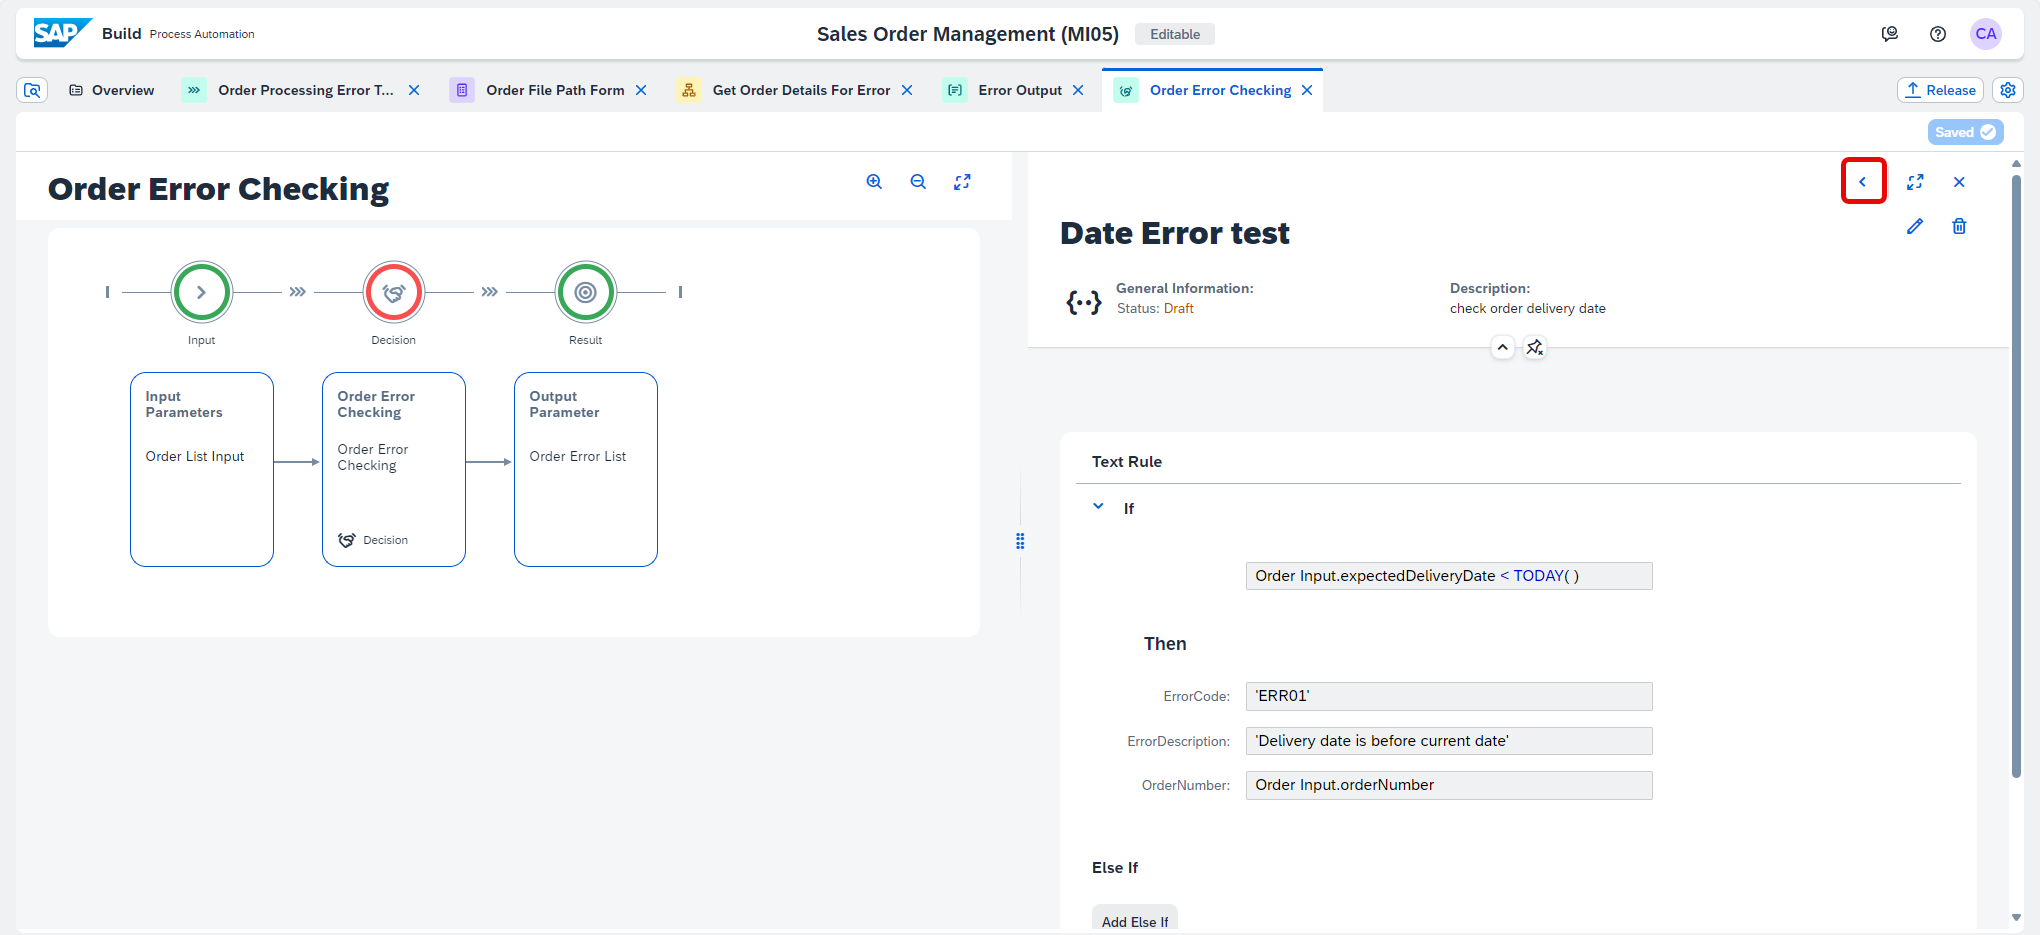 SAP Build Process Automation
Sales Order Management (MI05) Editable
CA
Overview
Order Processing Error T...
Order File Path Form
Get Order Details For Error
Error Output
Order Error Checking
Release
Saved
Order Error Checking
Input
Decision
Result
Input
Parameters
Order List Input
Order Error
Checking
Order Error
Checking
Decision
Output
Parameter
Order Error List
Date Error test
General Information:
Status: Draft
Description:
check order delivery date
Text Rule
If
Order Input.expectedDeliveryDate < TODAY( )
Then
ErrorCode: 'ERR01'
ErrorDescription: 'Delivery date is before current date'
OrderNumber: Order Input.orderNumber
Else If
Add Else If